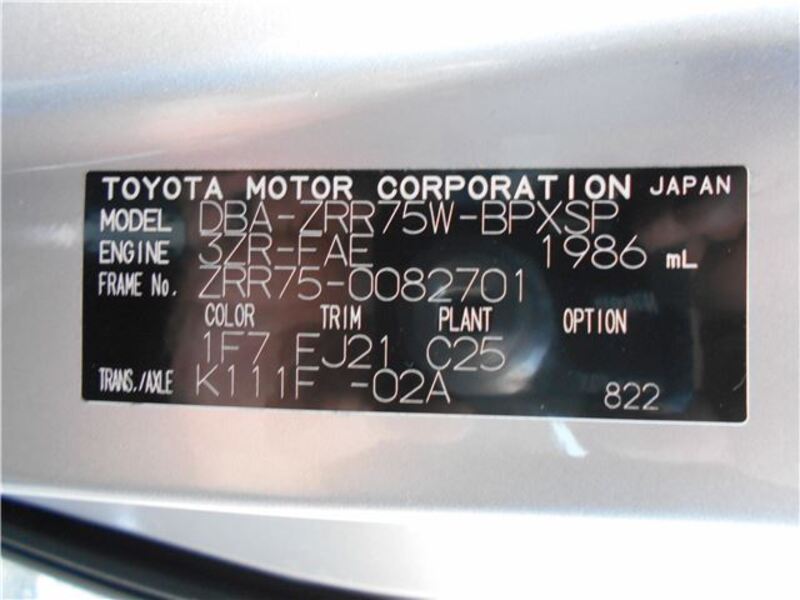 TOYOTA MOTOR CORPORATION JAPAN
MODEL DBA-ZRR75W-BPXSP
ENGINE 3ZR-FAE 1986 mL
FRAME No. ZRR75-0082701
COLOR TRIM PLANT OPTION
1F7 FJ21 C25
TRANS./AXLE K111F -02A 822